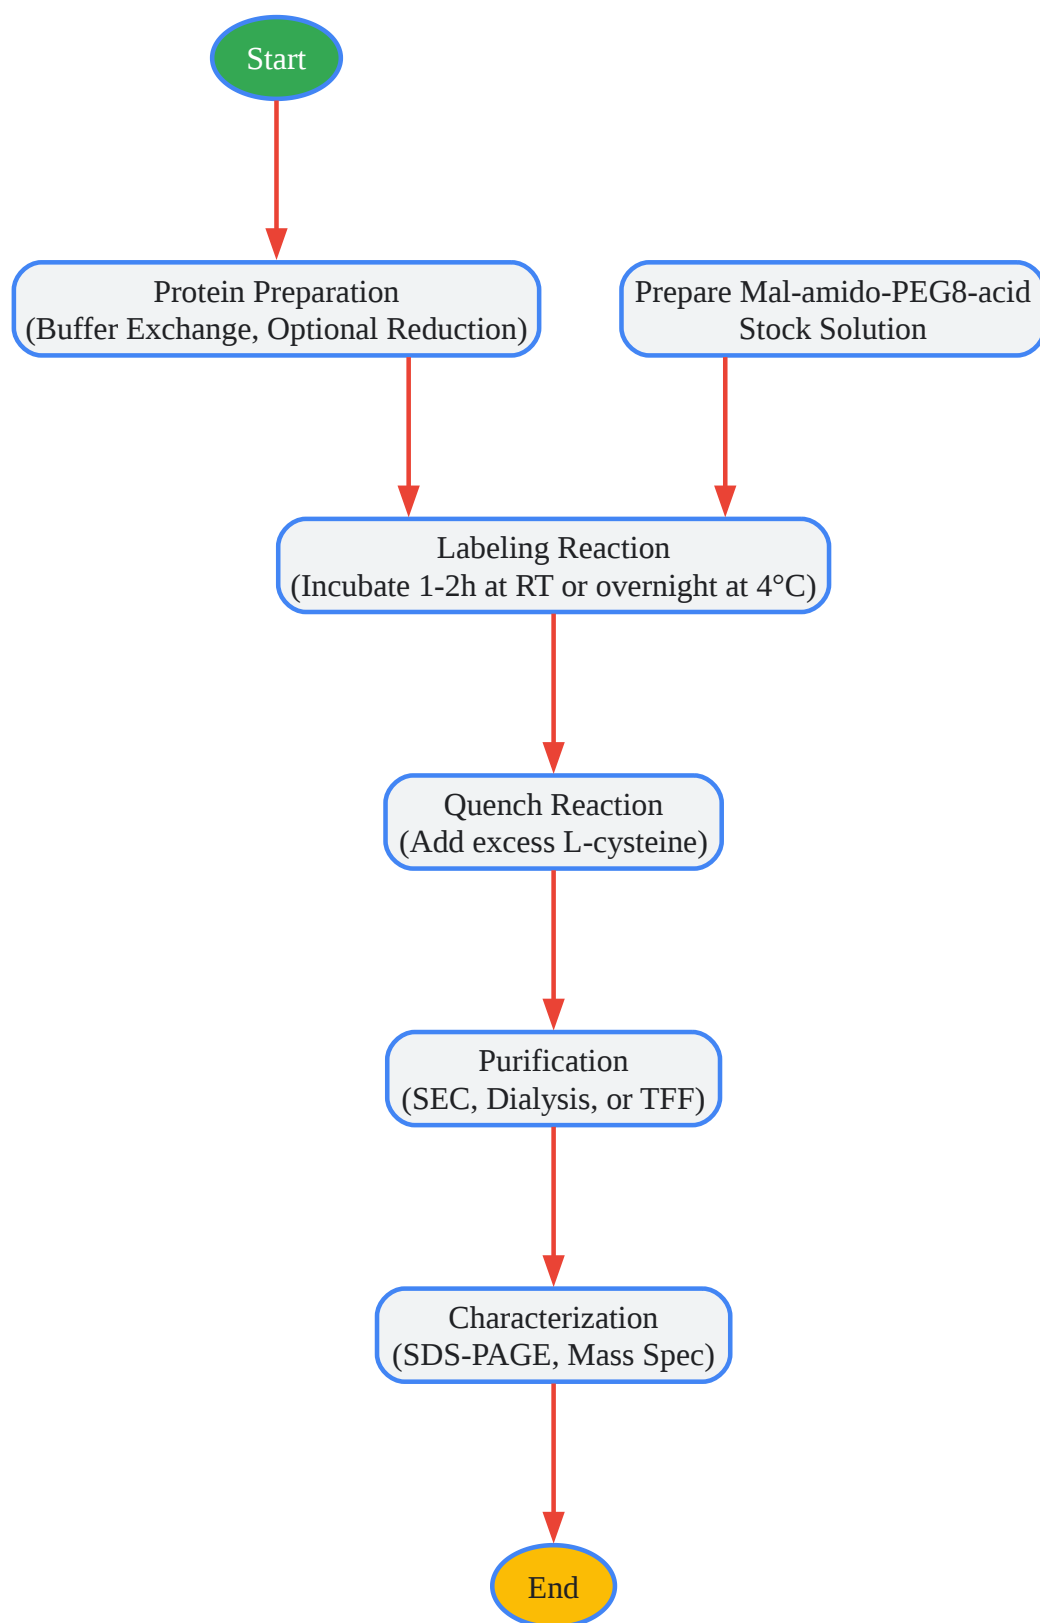 Start
Protein Preparation
(Buffer Exchange, Optional Reduction)
Prepare Mal-amido-PEG8-acid
Stock Solution
Labeling Reaction
(Incubate 1-2h at RT or overnight at 4°C)
Quench Reaction
(Add excess L-cysteine)
Purification
(SEC, Dialysis, or TFF)
Characterization
(SDS-PAGE, Mass Spec)
End